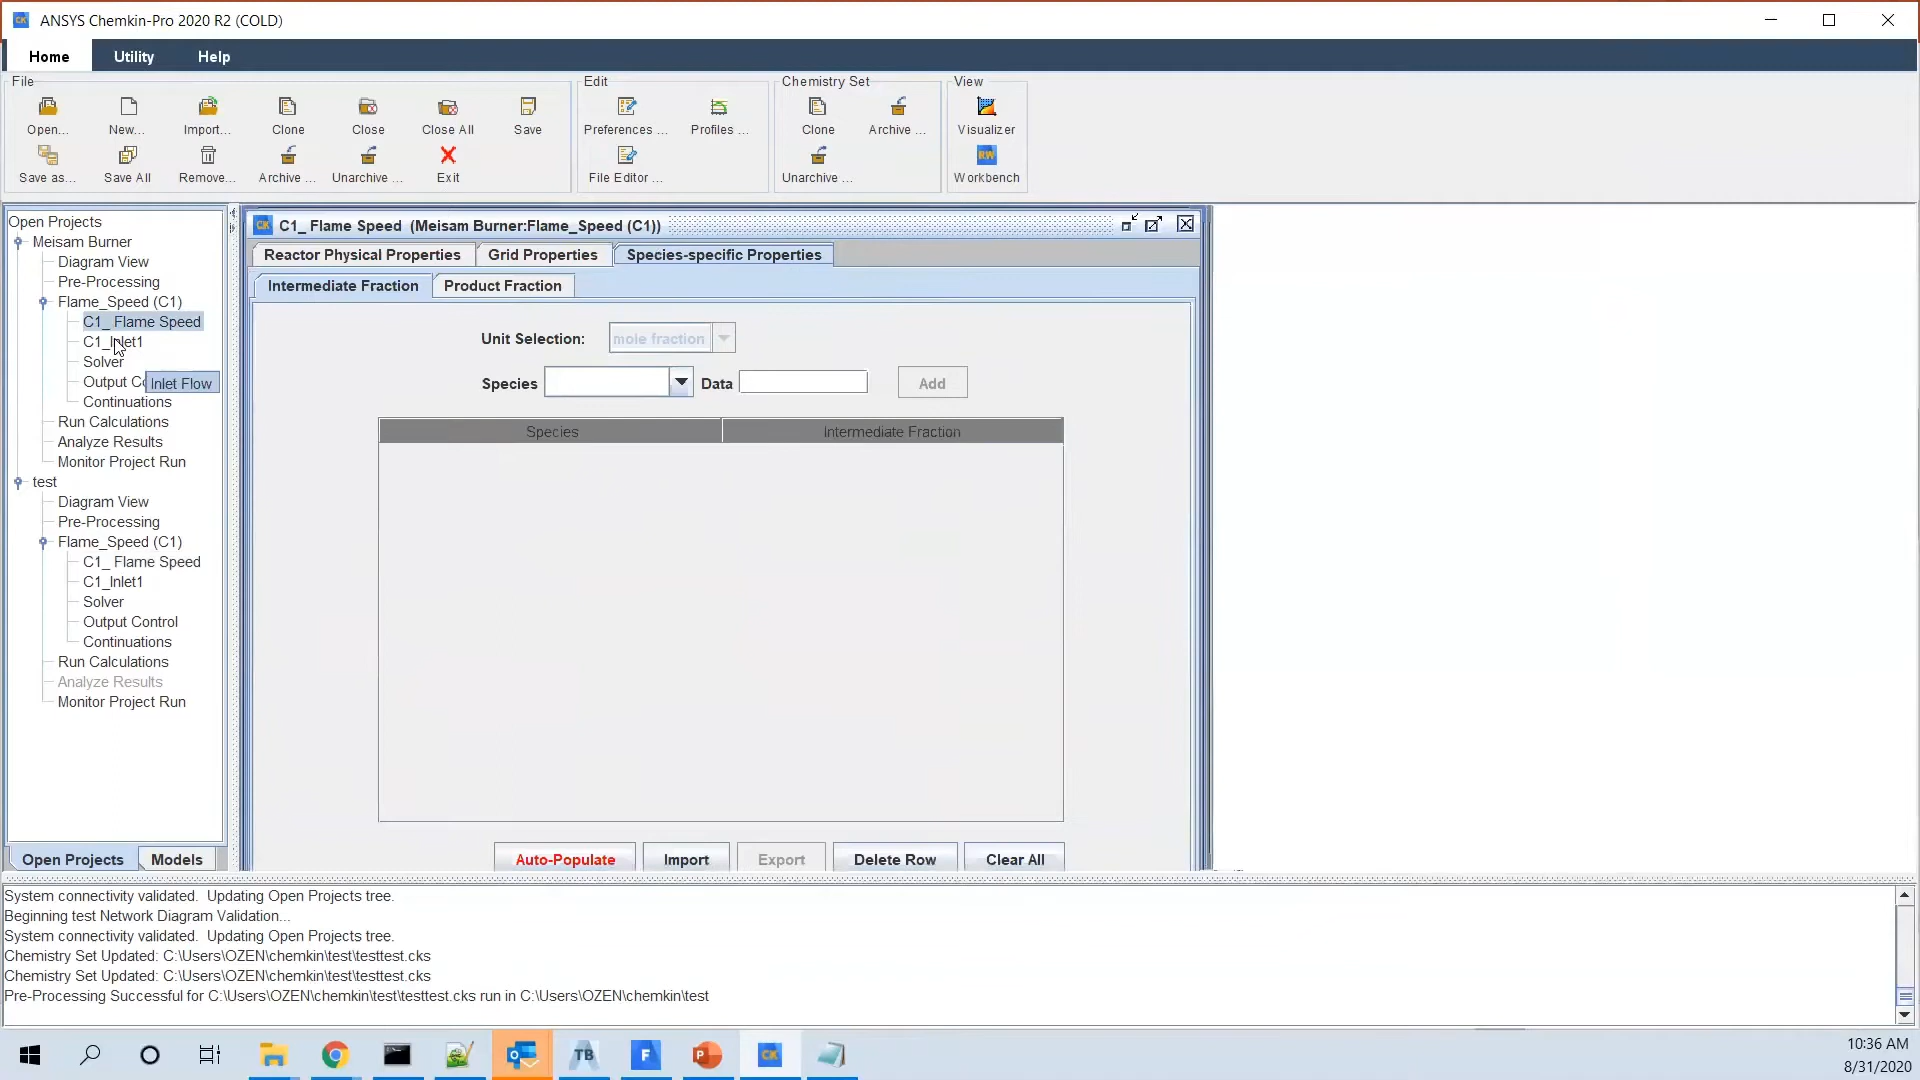 ANSYS Chemkin-Pro 2020 R2 (COLD)
Home Utility Help
File Edit Chemistry Set View
Open... New... Import... Clone Close Close All Save Preferences ... Profiles ... Clone Archive ... Visualizer
Save as... Save All Remove... Archive ... Unarchive ... Exit File Editor ... Unarchive ... Workbench
Open Projects
Meisam Burner
Diagram View
Pre-Processing
Flame_Speed (C1)
C1_ Flame Speed
C1_Inlet1
Solver
Output Co
Inlet Flow
Continuations
Run Calculations
Analyze Results
Monitor Project Run
test
Diagram View
Pre-Processing
Flame_Speed (C1)
C1_ Flame Speed
C1_Inlet1
Solver
Output Control
Continuations
Run Calculations
Analyze Results
Monitor Project Run
Open Projects Models
C1_ Flame Speed (Meisam Burner:Flame_Speed (C1))
Reactor Physical Properties Grid Properties Species-specific Properties
Intermediate Fraction Product Fraction
Unit Selection: mole fraction
Species Data Add
Species Intermediate Fraction
Auto-Populate Import Export Delete Row Clear All
System connectivity validated. Updating Open Projects tree.
Beginning test Network Diagram Validation...
System connectivity validated. Updating Open Projects tree.
Chemistry Set Updated: C:\Users\OZEN\chemkin\test\testtest.cks
Chemistry Set Updated: C:\Users\OZEN\chemkin\test\testtest.cks
Pre-Processing Successful for C:\Users\OZEN\chemkin\test\testtest.cks run in C:\Users\OZEN\chemkin\test
TB F CK
10:36 AM
8/31/2020